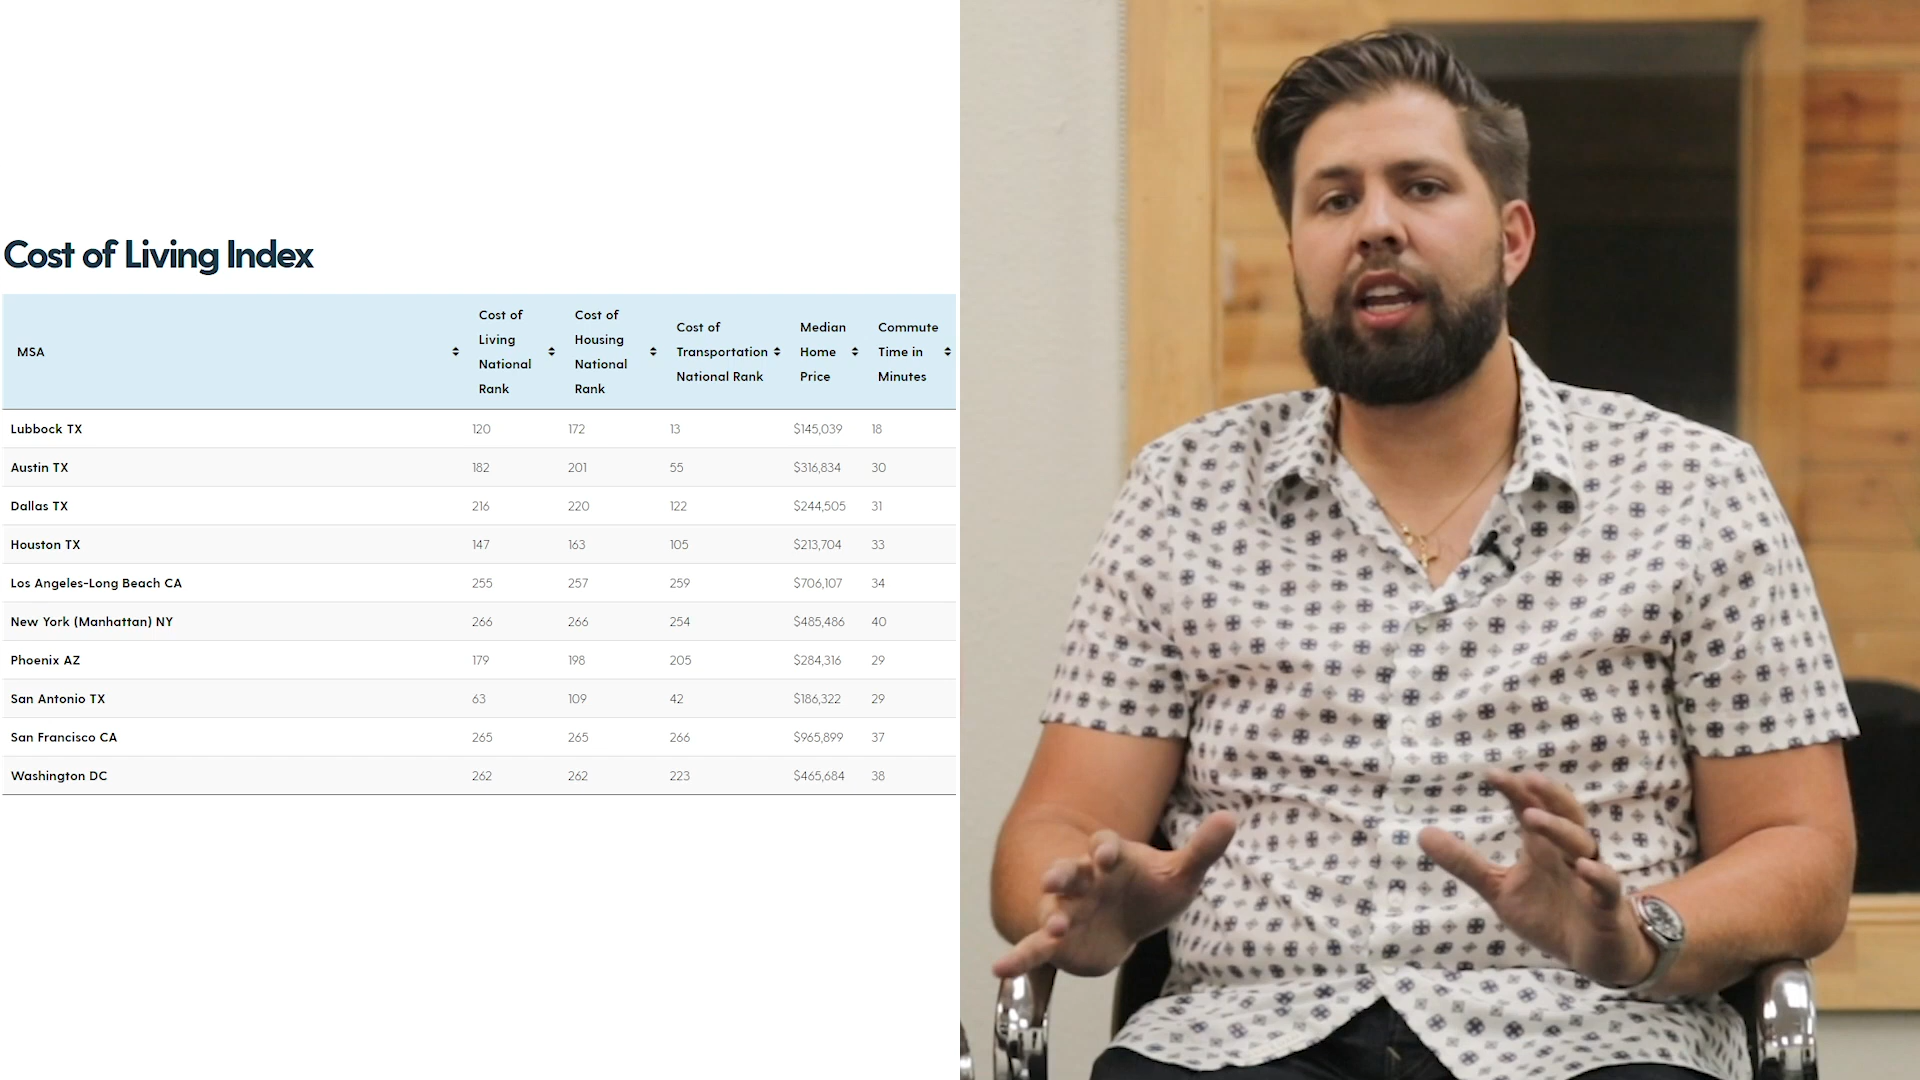 Cost of Living Index
MSA
Cost of
Living
National
Rank
Cost of
Housing
National
Rank
Cost of
Transportation
National Rank
Median
Home
Price
Commute
Time in
Minutes
Lubbock TX 120 172 13 $145,039 18
Austin TX 182 201 55 $316,834 30
Dallas TX 216 220 122 $244,505 31
Houston TX 147 163 105 $213,704 33
Los Angeles-Long Beach CA 255 257 259 $706,107 34
New York (Manhattan) NY 266 266 254 $485,486 40
Phoenix AZ 179 198 205 $284,316 29
San Antonio TX 63 109 42 $186,322 29
San Francisco CA 265 265 266 $965,899 37
Washington DC 262 262 223 $465,684 38